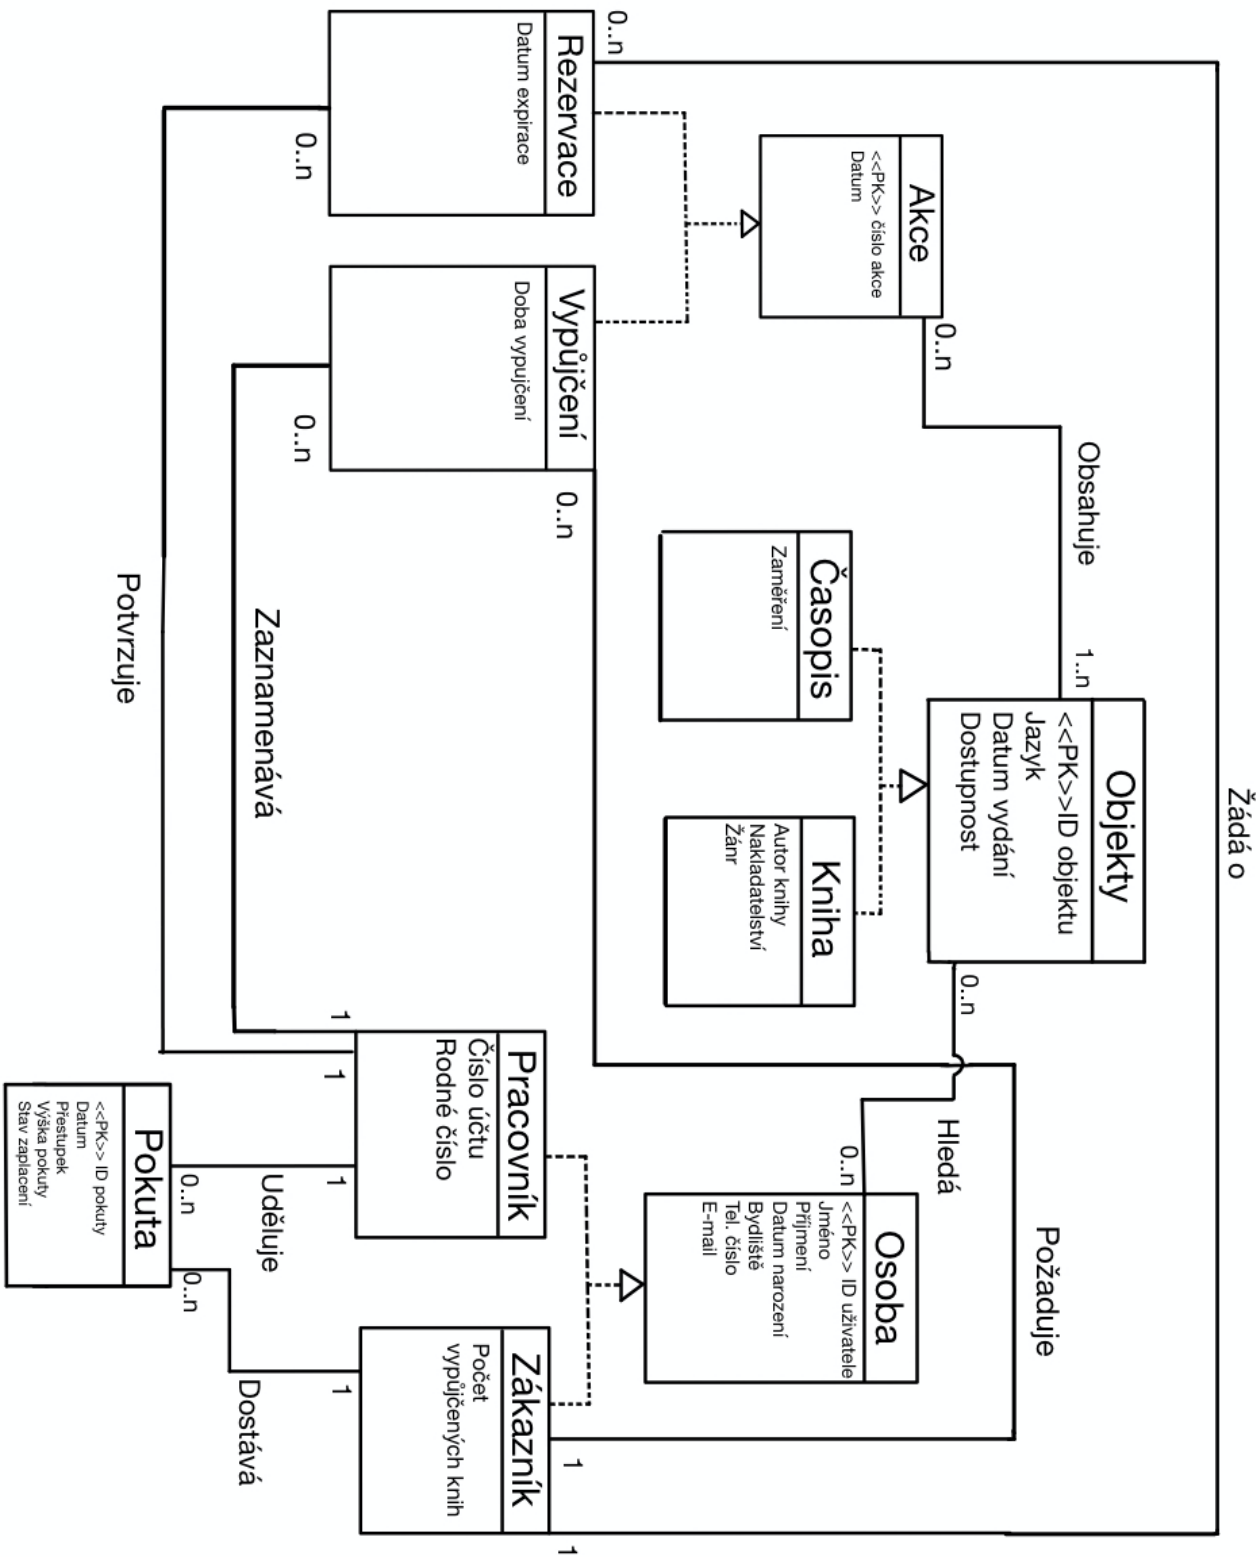 Žádá o
Objekty
<<PK>>ID objektu
Jazyk
Datum vydání
Dostupnost
1..n
0..n
Obsahuje
Akce
<<PK>> číslo akce
Datum
0..n
Hledá
0..n
Osoba
<<PK>> ID uživatele
Jméno
Příjmení
Datum narození
Bydliště
Tel. číslo
E-mail
Požaduje
Časopis
Zaměření
Kniha
Autor knihy
Nakladatelství
Žánr
0..n
Rezervace
Datum expirace
0..n
Vypůjčení
Doba vypujčení
0..n
0..n
Pracovník
Číslo účtu
Rodné číslo
1
1
1
Zákazník
Počet
vypůjčených knih
1
1
1
Zaznamenává
Potvrzuje
Uděluje
Dostává
0..n
0..n
Pokuta
<<PK>> ID pokuty
Datum
Přestupek
Výška pokuty
Stav zaplacení